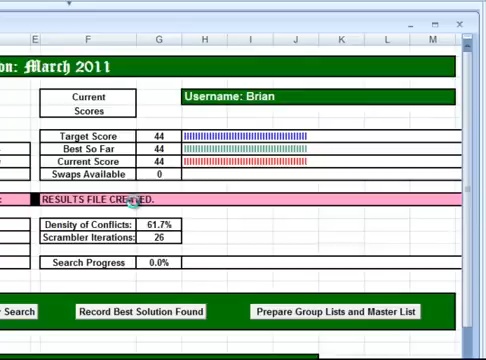 E F G H I J K L M
on: March 2011
Current
Scores
Username: Brian
Target Score 44
Best So Far 44
Current Score 44
Swaps Available 0
RESULTS FILE CREATED.
Density of Conflicts: 61.7%
Scrambler Iterations: 26
Search Progress 0.0%
Search Record Best Solution Found Prepare Group Lists and Master List